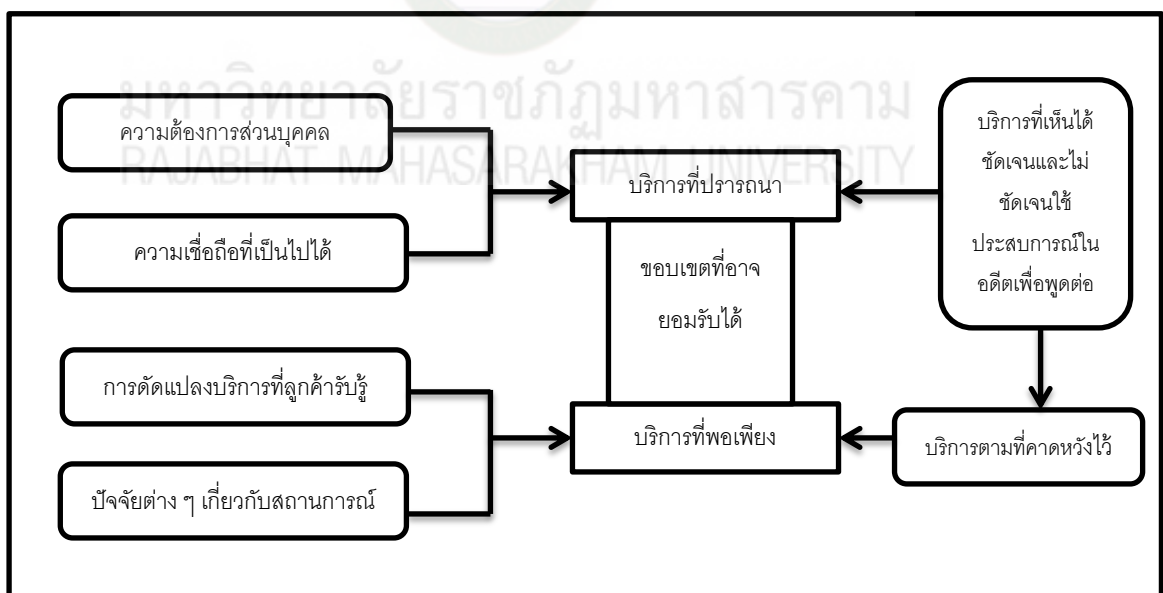 มหาวิทยาลัยราชภัฏมหาสารคาม
RAJABHAT MAHASARAKHAM UNIVERSITY
ความต้องการส่วนบุคคล
ความเชื่อถือที่เป็นไปได้
การดัดแปลงบริการที่ลูกค้ารับรู้
ปัจจัยต่าง ๆ เกี่ยวกับสถานการณ์
บริการที่ปรารถนา
ขอบเขตที่อาจ
ยอมรับได้
บริการที่พอเพียง
บริการที่เห็นได้
ชัดเจนและไม่
ชัดเจนใช้
ประสบการณ์ใน
อดีตเพื่อพูดต่อ
บริการตามที่คาดหวังไว้